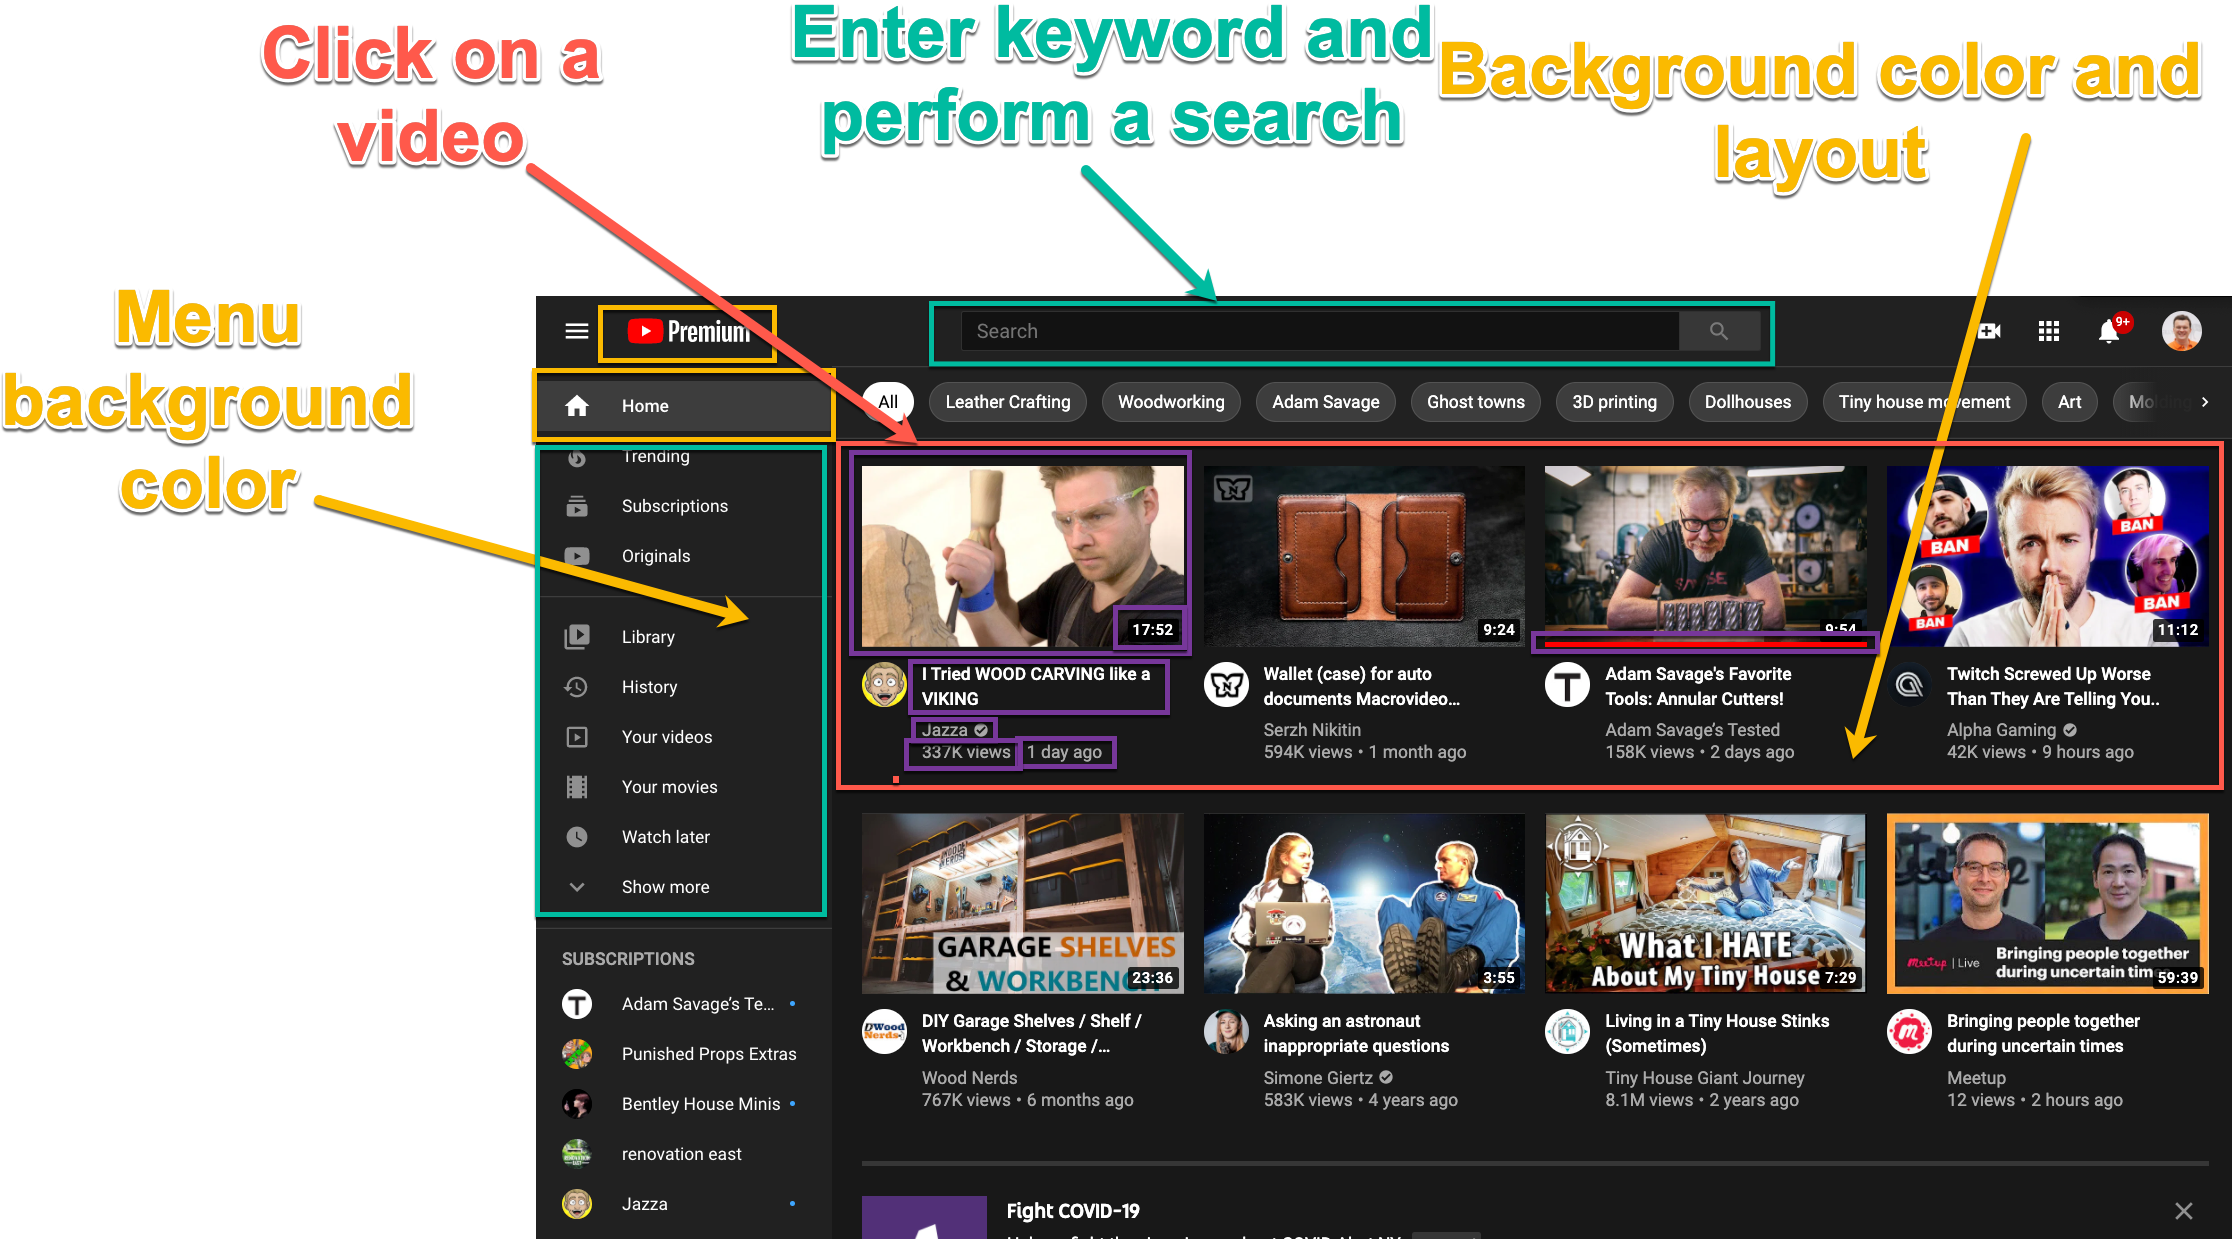 Click on a
video
Enter keyword and
perform a search
Background color and
layout
Menu
background
color
Premium
Search
9+
Home
Trending
Subscriptions
Originals
Library
History
Your videos
Your movies
Watch later
Show more
SUBSCRIPTIONS
Adam Savage’s Te...
Punished Props Extras
Bentley House Minis
renovation east
Jazza
All
Leather Crafting
Woodworking
Adam Savage
Ghost towns
3D printing
Dollhouses
Tiny house movement
Art
Molding
17:52
I Tried WOOD CARVING like a
VIKING
Jazza
337K views 1 day ago
N
9:24
N
Wallet (case) for auto
documents Macrovideo...
Serzh Nikitin
594K views • 1 month ago
9:54
T
Adam Savage's Favorite
Tools: Annular Cutters!
Adam Savage’s Tested
158K views • 2 days ago
BAN
BAN
BAN
BAN
11:12
Twitch Screwed Up Worse
Than They Are Telling You..
Alpha Gaming
42K views • 9 hours ago
GARAGE SHELVES
& WORKBENCH
23:36
DWood
Nerds
DIY Garage Shelves / Shelf /
Workbench / Storage /...
Wood Nerds
767K views • 6 months ago
3:55
Asking an astronaut
inappropriate questions
Simone Giertz
583K views • 4 years ago
What I HATE
About My Tiny House
7:29
Living in a Tiny House Stinks
(Sometimes)
Tiny House Giant Journey
8.1M views • 2 years ago
Meetup | Live
Bringing people together
during uncertain tim
59:39
m
Bringing people together
during uncertain times
Meetup
12 views • 2 hours ago
T
Fight COVID-19